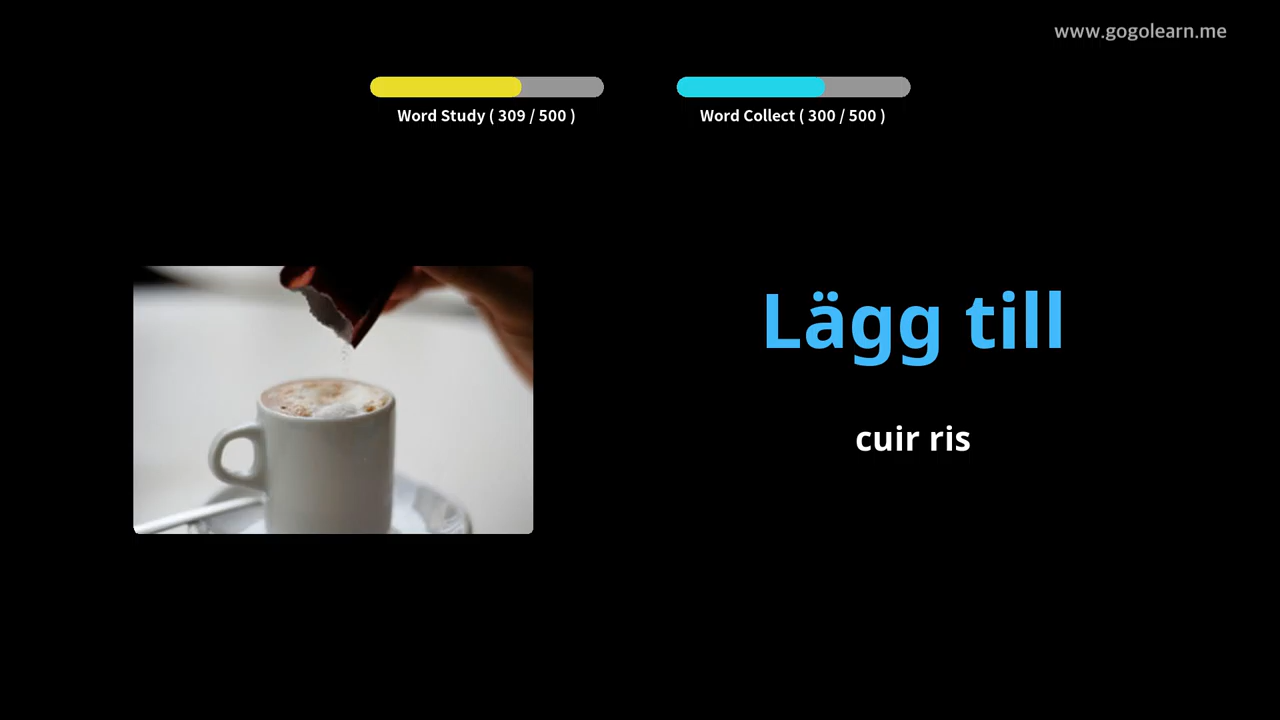 www.gogolearn.me
Word Study ( 309 / 500 )
Word Collect ( 300 / 500 )
Lägg till
cuir ris